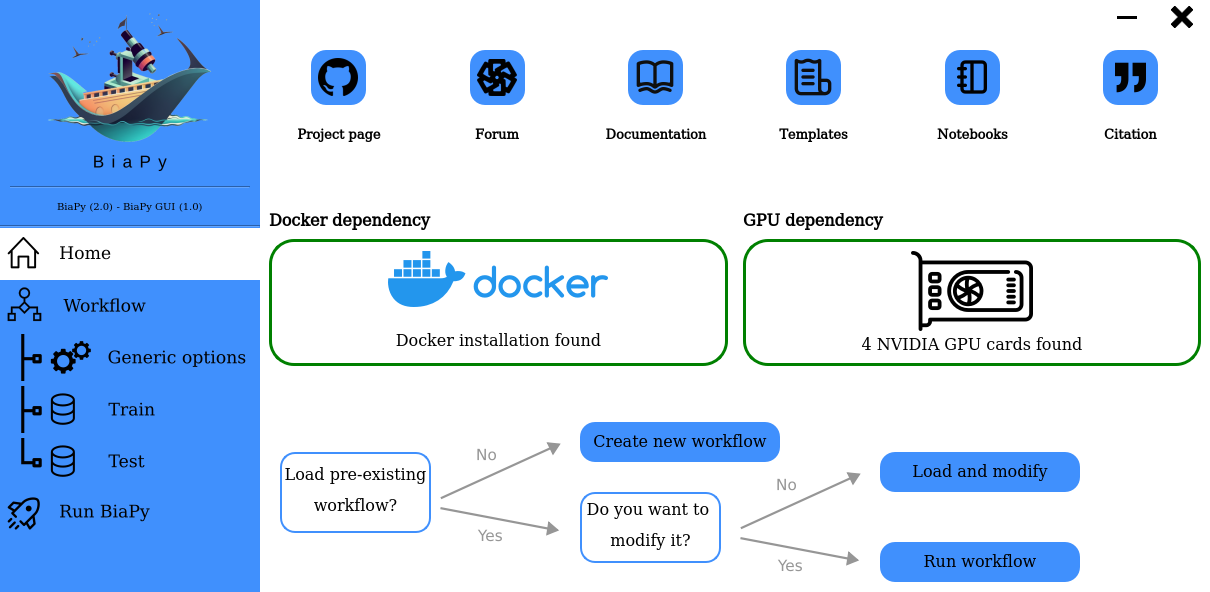 BiaPy
BiaPy (2.0) - BiaPy GUI (1.0)
Home
Workflow
Generic options
Train
Test
Run BiaPy
Project page
Forum
Documentation
Templates
Notebooks
Citation
Docker dependency
docker
Docker installation found
GPU dependency
4 NVIDIA GPU cards found
Load pre-existing
workflow?
No
Yes
Create new workflow
Do you want to
modify it?
No
Yes
Load and modify
Run workflow